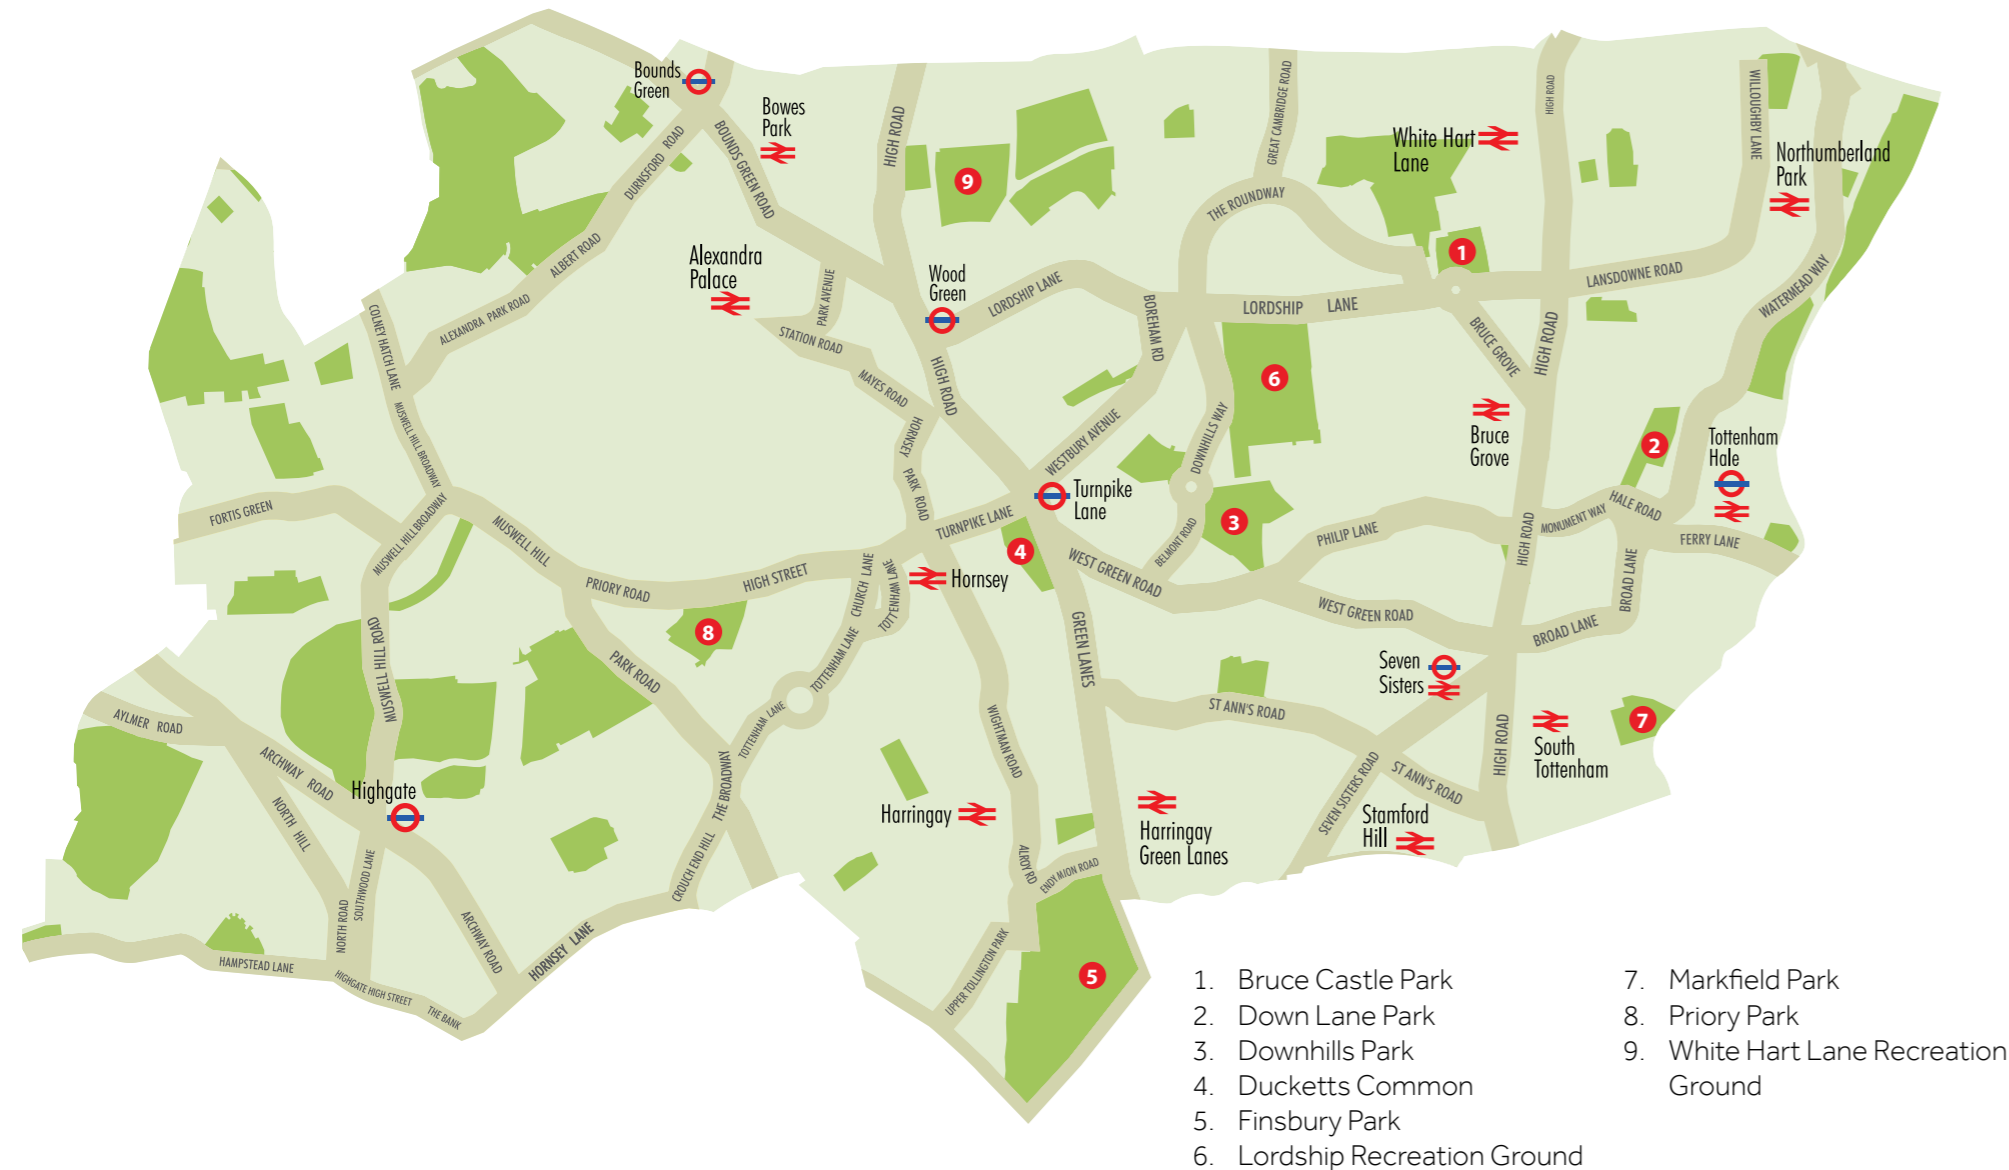 Bounds
Green
Bowes
Park
HIGH ROAD
GREAT CAMBRIDGE ROAD
White Hart
Lane
HIGH ROAD
WILLOUGHBY LANE
Northumberland
Park
DURNSFORD ROAD
BOUNDS GREEN ROAD
9
THE ROUNDWAY
1
ALBERT ROAD
Alexandra
Palace
PARK AVENUE
Wood
Green
LORDSHIP LANE
BOREHAM RD
LORDSHIP LANE
LANSDOWNE ROAD
WATERMEAD WAY
COLNEY HATCH LANE
ALEXANDRA PARK ROAD
STATION ROAD
MAYES ROAD
HIGH ROAD
6
BRUCE GROVE
HIGH ROAD
MUSWELL HILL BROADWAY
HORNSEY PARK ROAD
WESTBURY AVENUE
DOWNHILLS WAY
Bruce
Grove
2
Tottenham
Hale
FORTIS GREEN
MUSWELL HILL BROADWAY
MUSWELL HILL
TURNPIKE LANE
Turnpike
Lane
3
BELMONT ROAD
PHILIP LANE
HIGH ROAD
MONUMENT WAY
HALE ROAD
FERRY LANE
PRIORY ROAD
HIGH STREET
CHURCH LANE
TOTTENHAM LANE
Hornsey
4
WEST GREEN ROAD
WEST GREEN ROAD
BROAD LANE
BROAD LANE
MUSWELL HILL ROAD
8
PARK ROAD
TOTTENHAM LANE
GREEN LANES
Seven
Sisters
AYLMER ROAD
ARCHWAY ROAD
TOTTENHAM LANE
WIGHTMAN ROAD
ST ANN'S ROAD
HIGH ROAD
South
Tottenham
7
Highgate
NORTH HILL
THE BROADWAY
Harringay
Harringay
Green Lanes
SEVEN SISTERS ROAD
ST ANN'S ROAD
Stamford
Hill
SOUTHWOOD LANE
CROUCH END HILL
ALROY RD
ENDYMION ROAD
NORTH ROAD
ARCHWAY ROAD
HORNSEY LANE
HAMPSTEAD LANE
HIGHGATE HIGH STREET
THE BANK
UPPER TOLLINGTON PARK
5
1. Bruce Castle Park
2. Down Lane Park
3. Downhills Park
4. Ducketts Common
5. Finsbury Park
6. Lordship Recreation Ground
7. Markfield Park
8. Priory Park
9. White Hart Lane Recreation
Ground